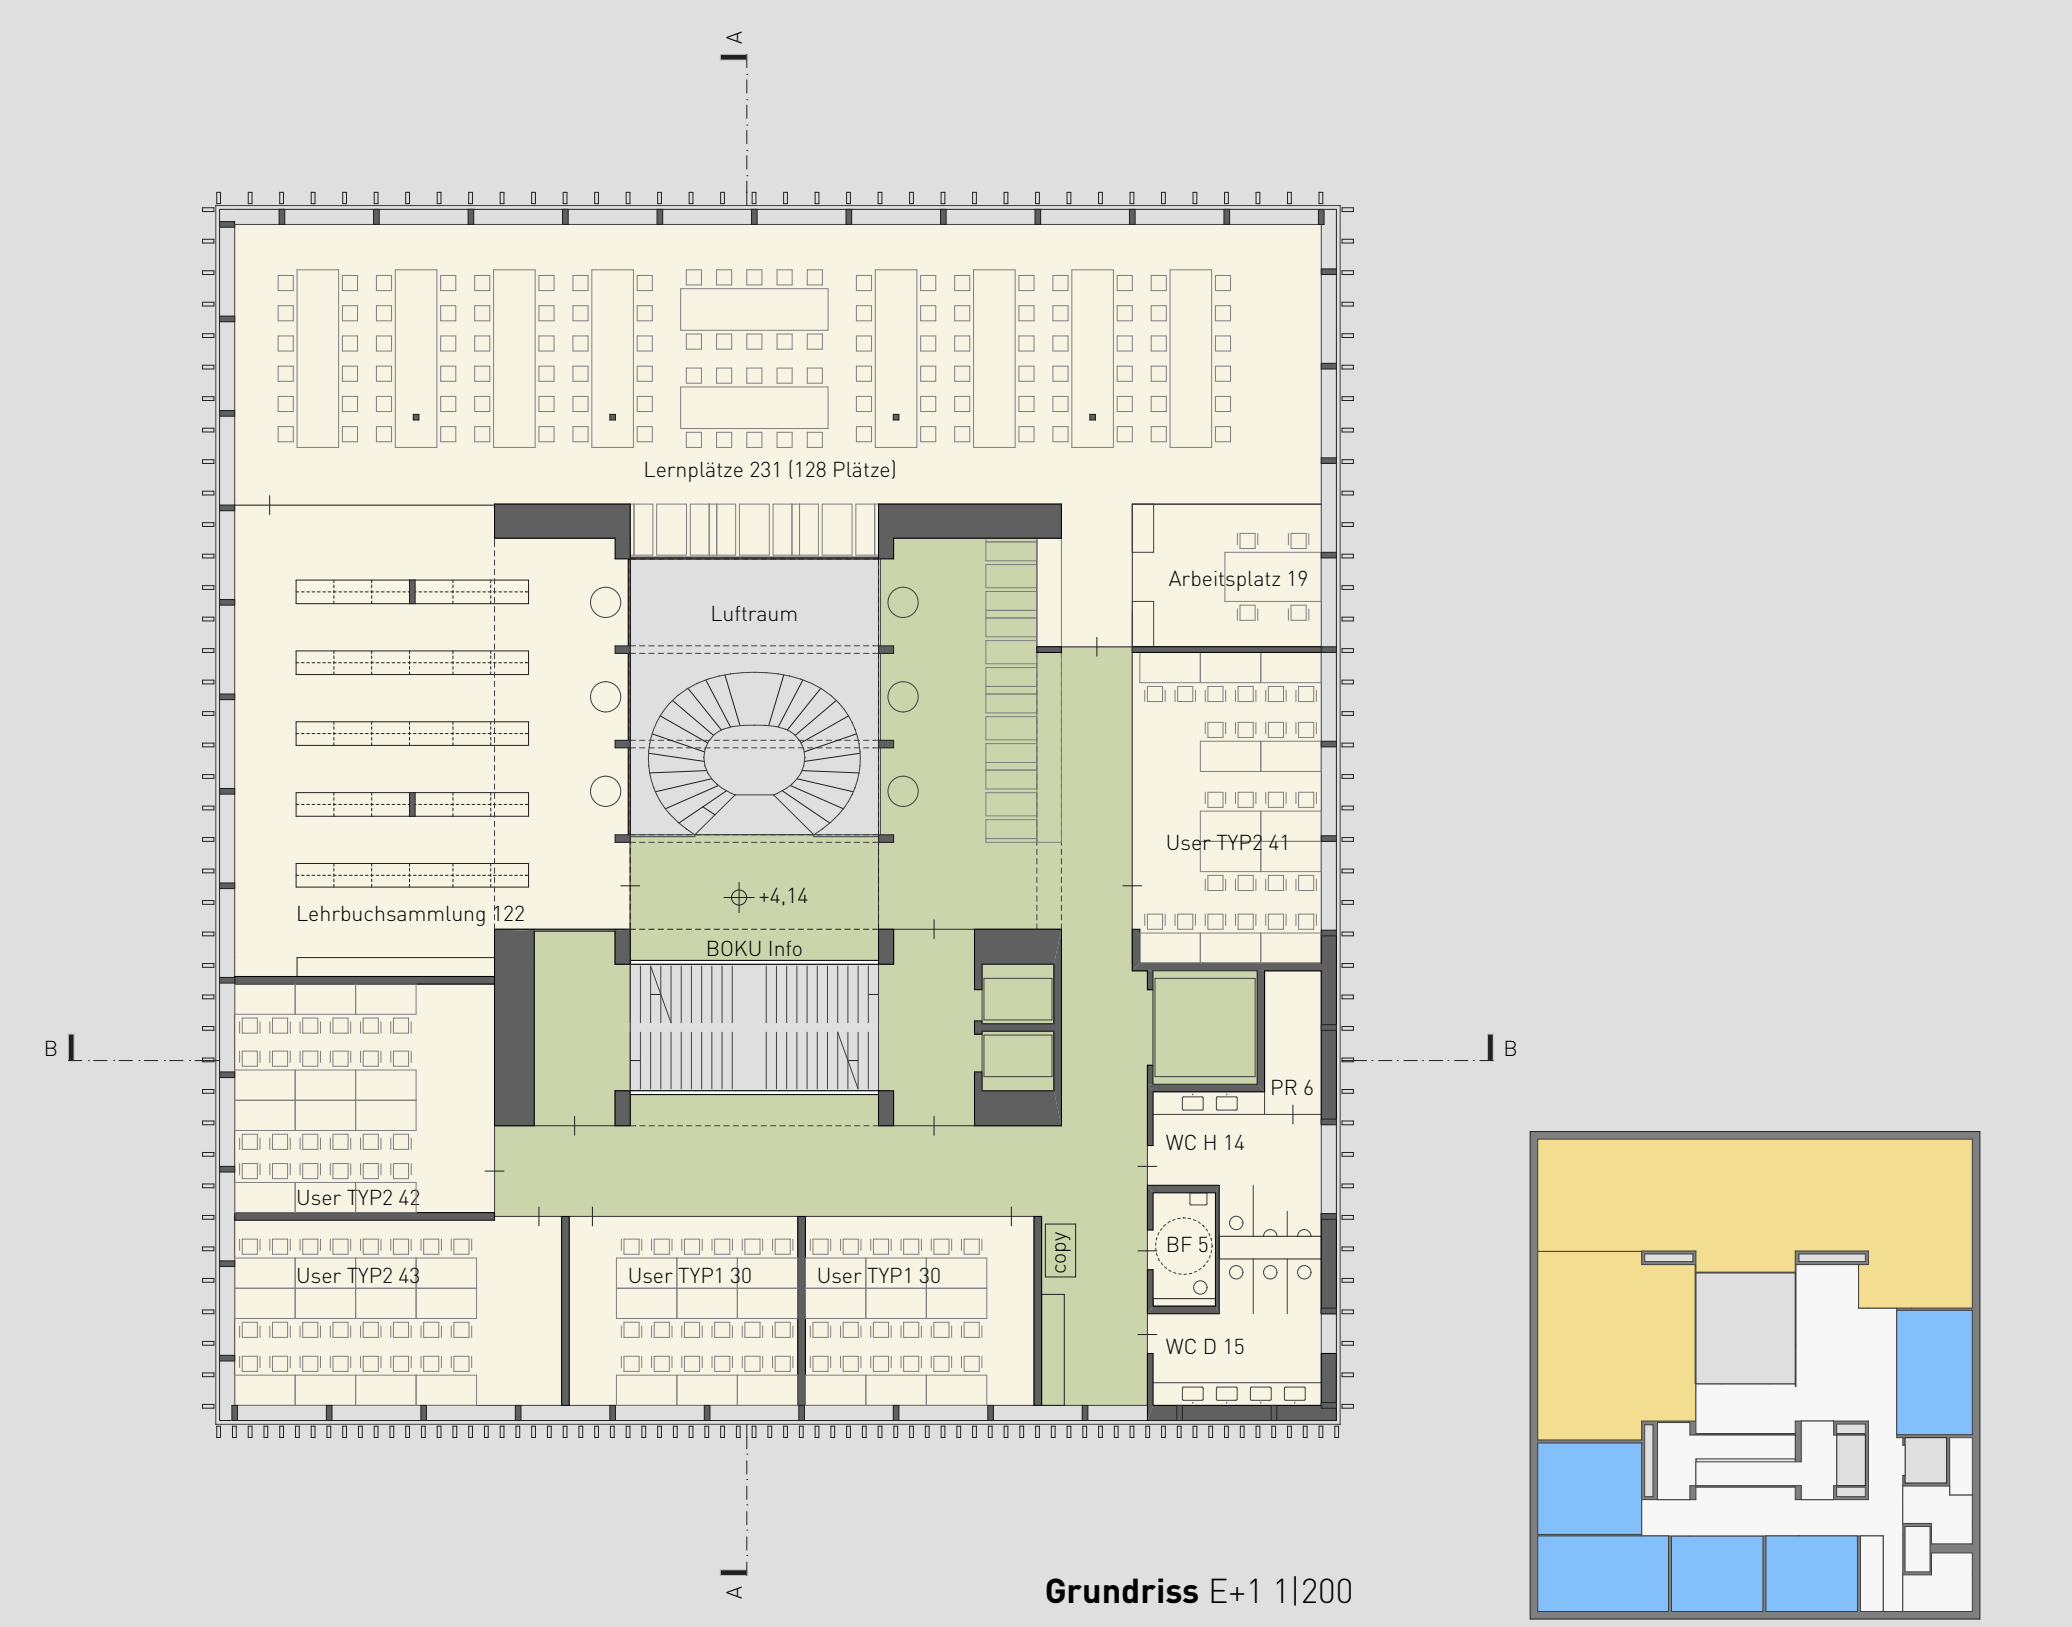 A
Lernplätze 231 (128 Plätze)
Arbeitsplatz 19
Luftraum
User TYP2 41
+4,14
Lehrbuchsammlung 122
BOKU Info
B
B
PR 6
WC H 14
User TYP2 42
BF 5
copy
User TYP2 43
User TYP1 30
User TYP1 30
WC D 15
A
Grundriss E+1 1|200